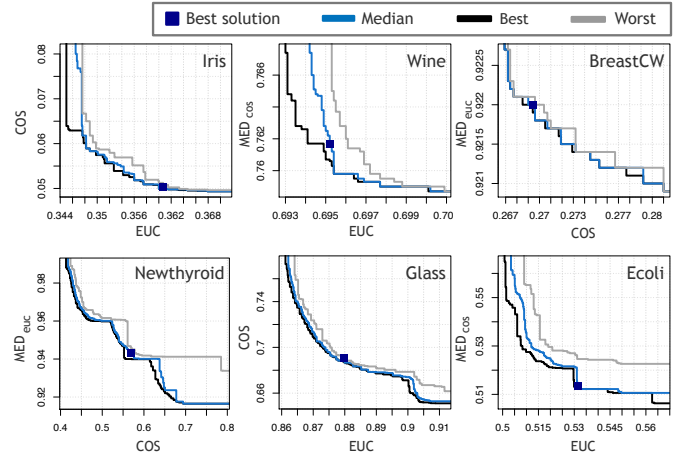 Best solution Median Best Worst
Iris
COS
0.05 0.06 0.07 0.08
0.344 0.35 0.356 0.362 0.368
EUC
Wine
MED cos
0.76 0.762 0.766
0.693 0.695 0.697 0.699 0.70
EUC
BreastCW
MED euc
0.921 0.9215 0.922 0.9225
0.267 0.27 0.273 0.277 0.28
COS
Newthyroid
MED euc
0.92 0.94 0.96 0.98
0.4 0.5 0.6 0.7 0.8
COS
Glass
COS
0.66 0.7 0.74
0.86 0.87 0.88 0.89 0.90 0.91
EUC
Ecoli
MED cos
0.51 0.53 0.55
0.5 0.515 0.53 0.545 0.56
EUC